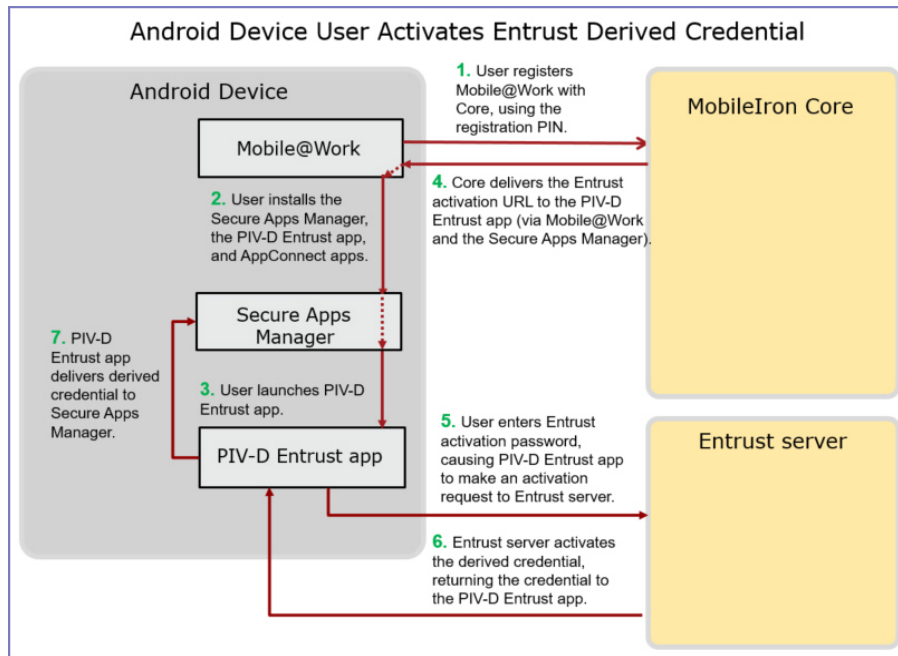 Android Device User Activates Entrust Derived Credential
Android Device
1. User registers
Mobile@Work with
Core, using the
registration PIN.
MobileIron Core
Mobile@Work
2. User installs the
Secure Apps Manager,
the PIV-D Entrust app,
and AppConnect apps.
4. Core delivers the Entrust
activation URL to the PIV-D
Entrust app (via Mobile@Work
and the Secure Apps Manager).
Secure Apps
Manager
7. PIV-D
Entrust app
delivers derived
credential to
Secure Apps
Manager.
3. User launches PIV-D
Entrust app.
PIV-D Entrust app
5. User enters Entrust
activation password,
causing PIV-D Entrust app
to make an activation
request to Entrust server.
Entrust server
6. Entrust server activates
the derived credential,
returning the credential to
the PIV-D Entrust app.